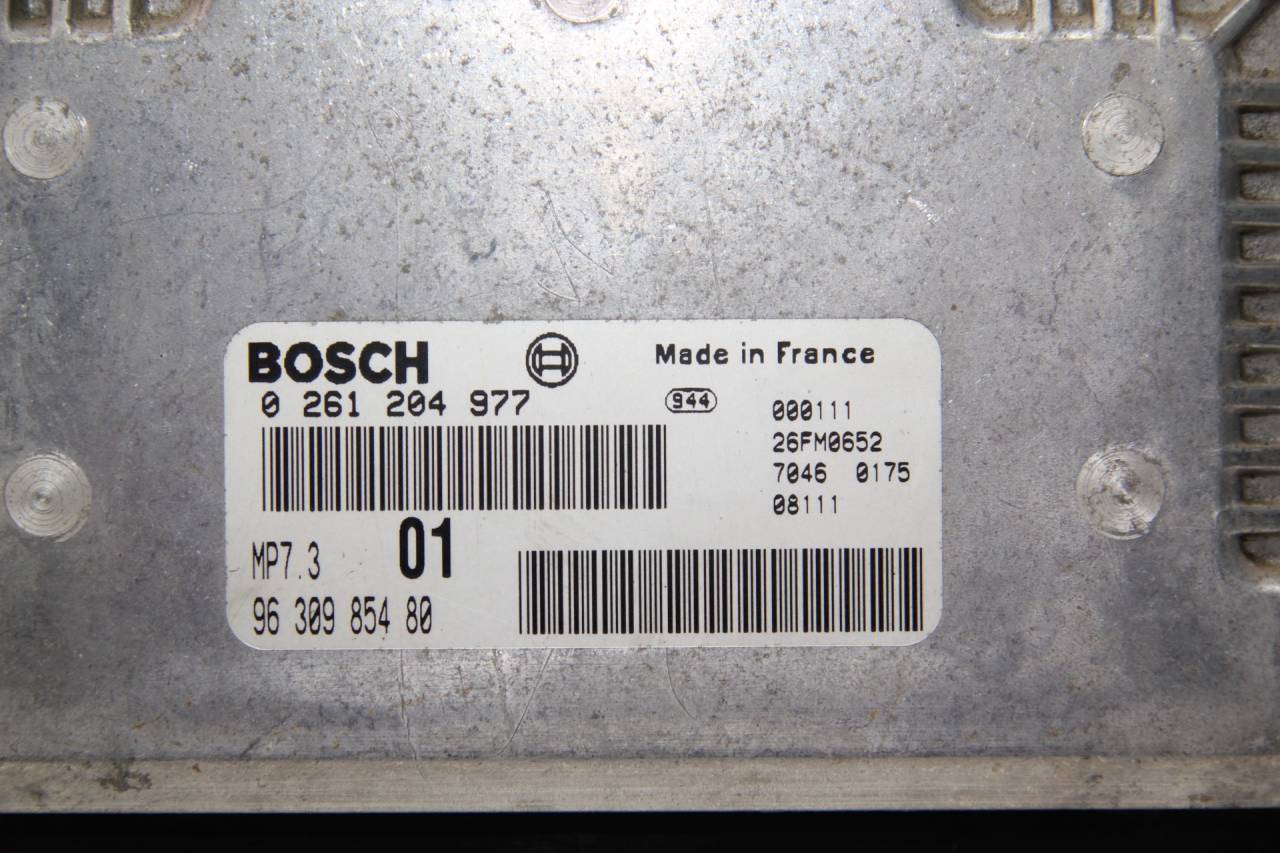 BOSCH
Made in France
0 261 204 977
944
000111
26FM0652
7046 0175
08111
MP7.3
01
96 309 854 80